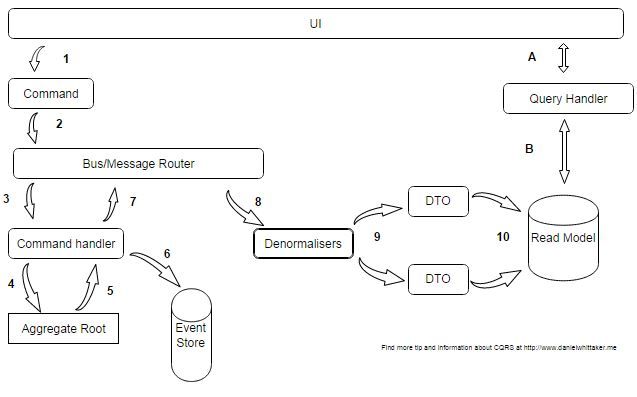 UI
1
A
Command
Query Handler
2
B
Bus/Message Router
3
7
8
DTO
Command handler
6
Denormalisers
9
10
Read Model
4
5
DTO
Aggregate Root
Event
Store
Find more tip and information about CQRS at http://www.danielwhittaker.me